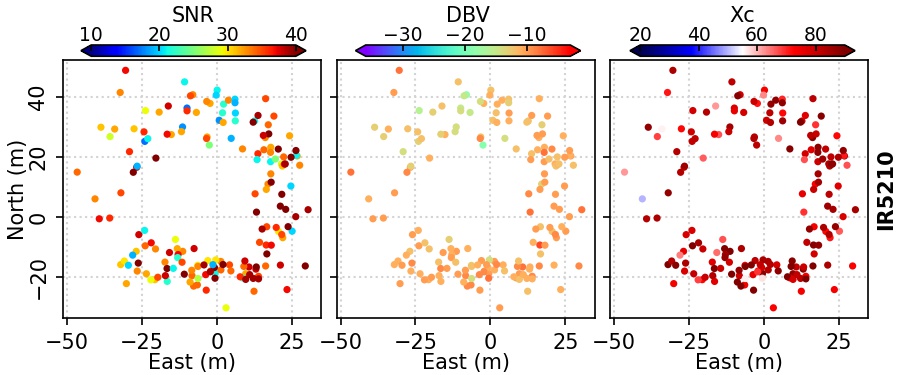 SNR
DBV
Xc
10 20 30 40
−30 −20 −10
20 40 60 80
North (m)
40
20
0
−20
−50 −25 0 25
−50 −25 0 25
−50 −25 0 25
East (m)
East (m)
East (m)
IR5210